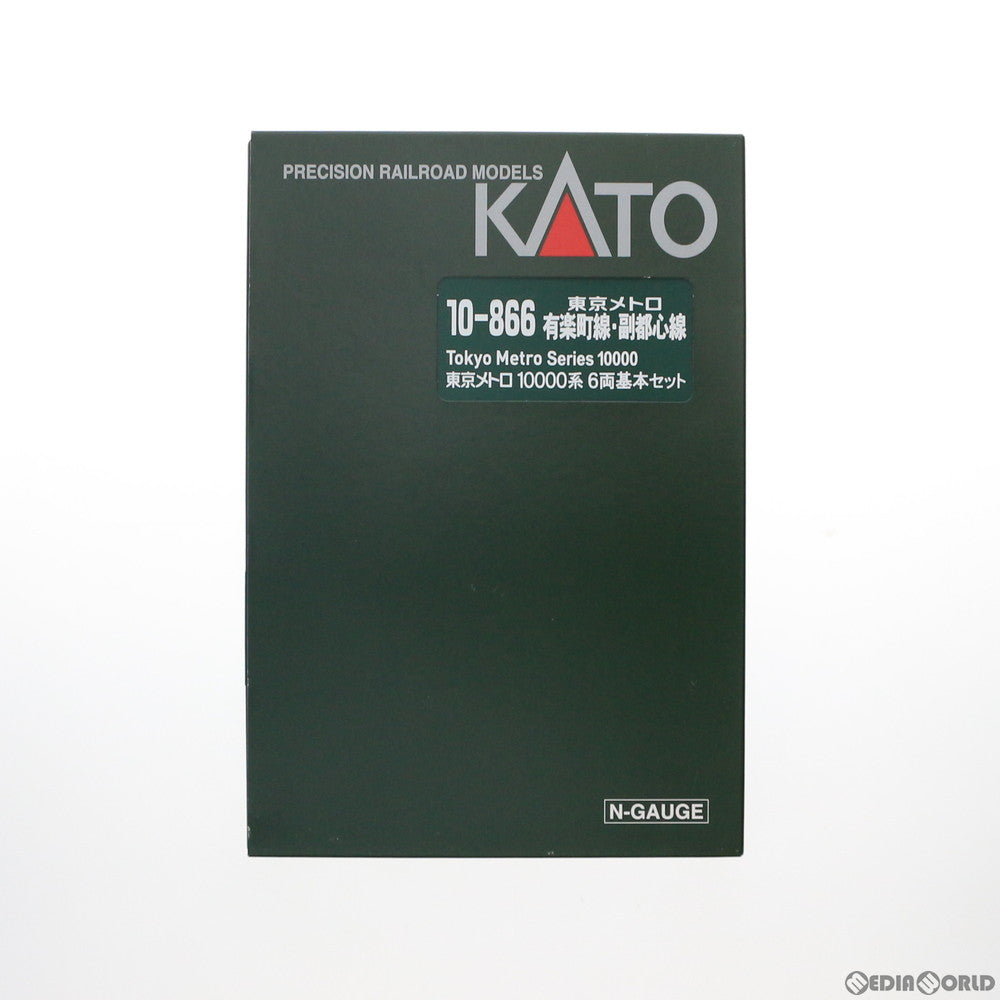 PRECISION RAILROAD MODELS
KATO
10-866
東京メトロ
有楽町線・副都心線
Tokyo Metro Series 10000
東京メトロ 10000系 6両基本セット
N-GAUGE
MEDIAWORLD